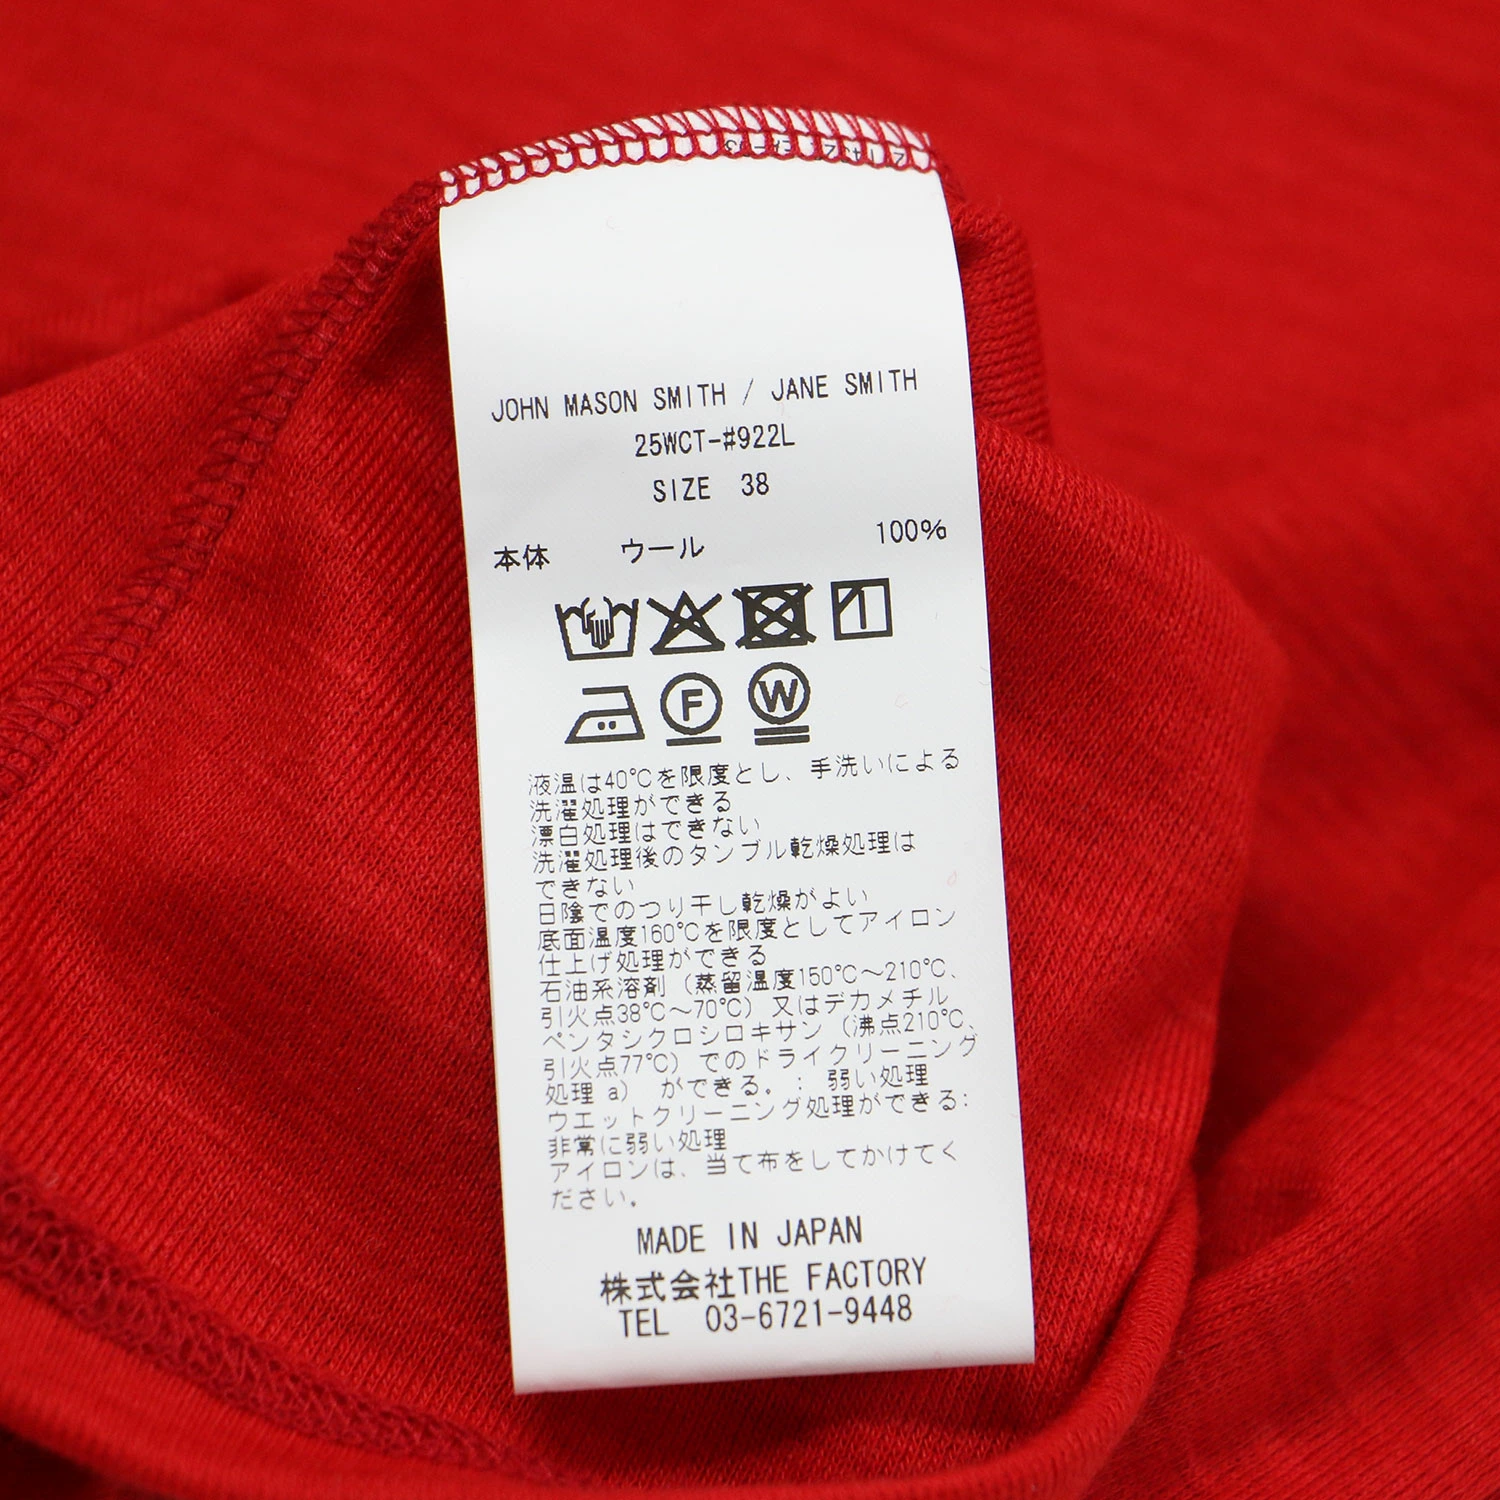 JOHN MASON SMITH / JANE SMITH
25WCT-#922L
SIZE 38
本体 ウール 100%
F W
液温は40℃を限度とし、手洗いによる
洗濯処理ができる
漂白処理はできない
洗濯処理後のタンブル乾燥処理は
できない
日陰でのつり干し乾燥がよい
底面温度160℃を限度としてアイロン
仕上げ処理ができる
石油系溶剤（蒸留温度150℃～210℃、
引火点38℃～70℃）又はデカメチル
ペンタシクロシロキサン（沸点210℃、
引火点77℃）でのドライクリーニング
処理 a） ができる。： 弱い処理
ウエットクリーニング処理ができる:
非常に弱い処理
アイロンは、当て布をしてかけてく
ださい。
MADE IN JAPAN
株式会社THE FACTORY
TEL 03-6721-9448